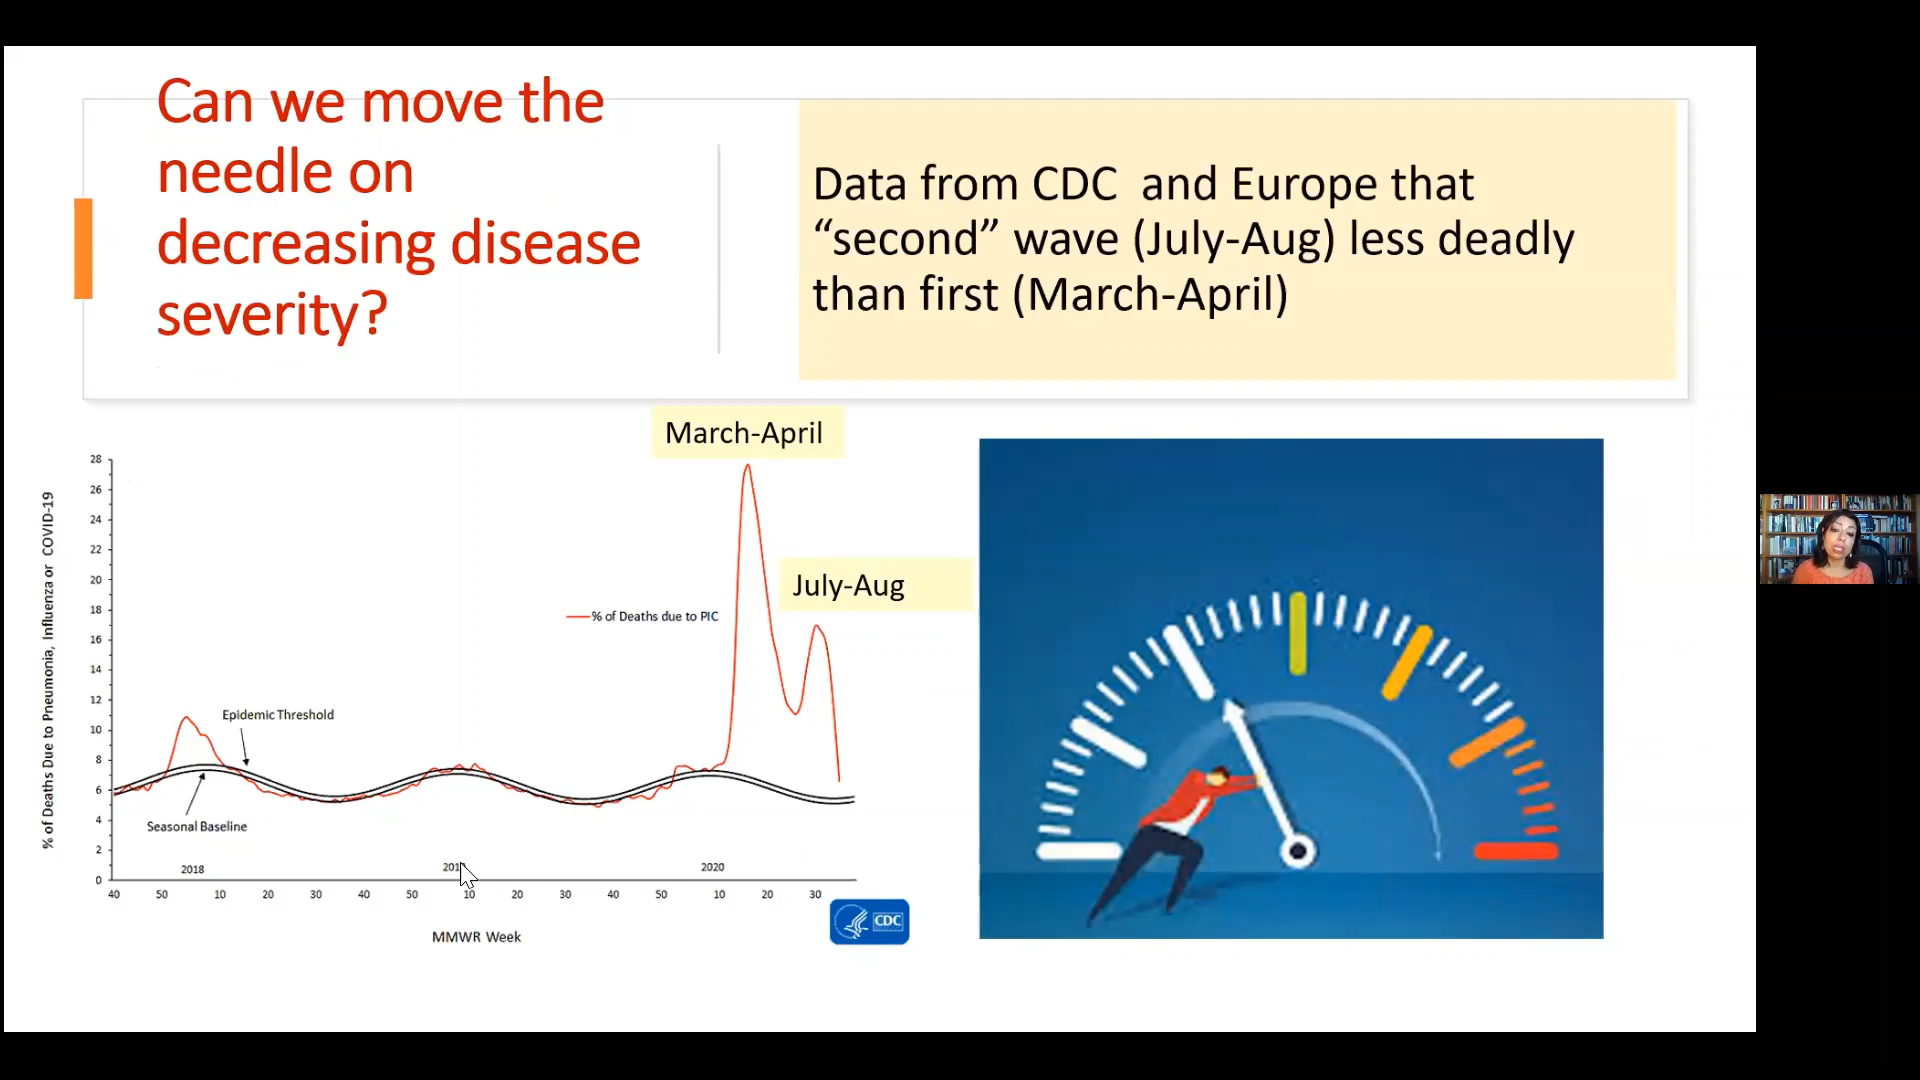 Can we move the
needle on
decreasing disease
severity?
Data from CDC  and Europe that
“second” wave (July-Aug) less deadly
than first (March-April)
March-April
July-Aug
% of Deaths Due to Pneumonia, Influenza or COVID-19
28
26
24
22
20
18
16
14
12
10
8
6
4
2
0
% of Deaths due to PIC
Epidemic Threshold
Seasonal Baseline
2018
2020
40 50 10 20 30 40 50 10 20 30 40 50 10 20 30
MMWR Week
CDC